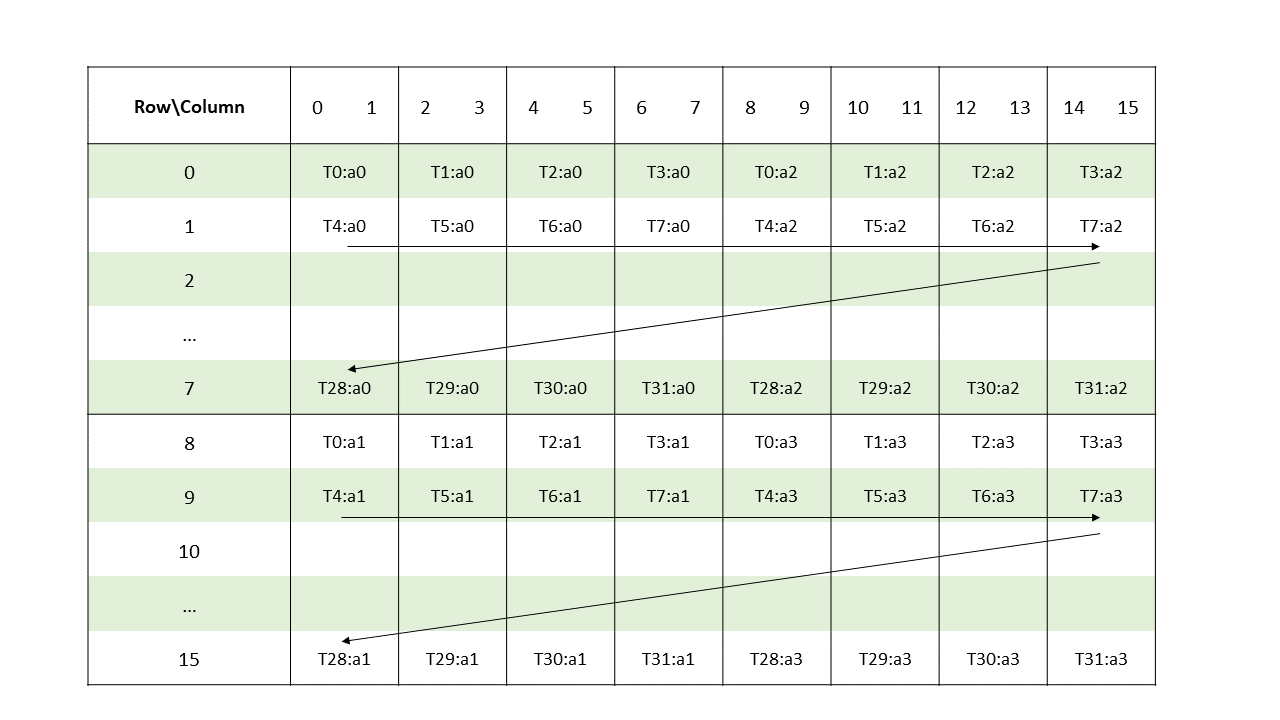 Row\Column 0 1 2 3 4 5 6 7 8 9 10 11 12 13 14 15
0 T0:a0 T1:a0 T2:a0 T3:a0 T0:a2 T1:a2 T2:a2 T3:a2
1 T4:a0 T5:a0 T6:a0 T7:a0 T4:a2 T5:a2 T6:a2 T7:a2
2
...
7 T28:a0 T29:a0 T30:a0 T31:a0 T28:a2 T29:a2 T30:a2 T31:a2
8 T0:a1 T1:a1 T2:a1 T3:a1 T0:a3 T1:a3 T2:a3 T3:a3
9 T4:a1 T5:a1 T6:a1 T7:a1 T4:a3 T5:a3 T6:a3 T7:a3
10
...
15 T28:a1 T29:a1 T30:a1 T31:a1 T28:a3 T29:a3 T30:a3 T31:a3